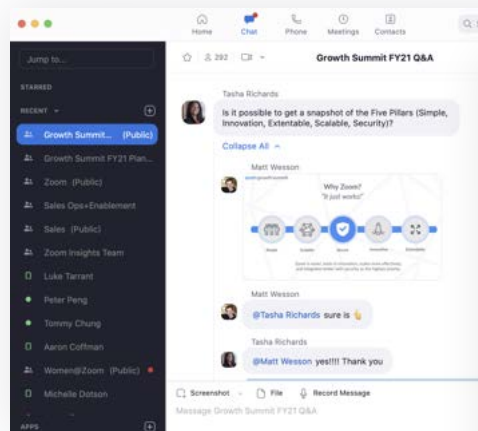 Home
Chat
Phone
Meetings
Contacts
Jump to...
292
Growth Summit FY21 Q&A
STARRED
RECENT
Growth Summit... (Public)
Growth Summit FY21 Plan...
Zoom (Public)
Sales Ops+Enablement
Sales (Public)
Zoom Insights Team
Luke Tarrant
Peter Peng
Tommy Chung
Aaron Coffman
Women@Zoom (Public)
Michelle Dotson
APPS
Tasha Richards
Is it possible to get a snapshot of the Five Pillars (Simple,
Innovation, Extentable, Scalable, Security)?
Collapse All
Matt Wesson
Why Zoom?
"It just works!"
Matt Wesson
@Tasha Richards sure is
Tasha Richards
@Matt Wesson yes!!!! Thank you
Screenshot
File
Record Message
Message Growth Summit FY21 Q&A